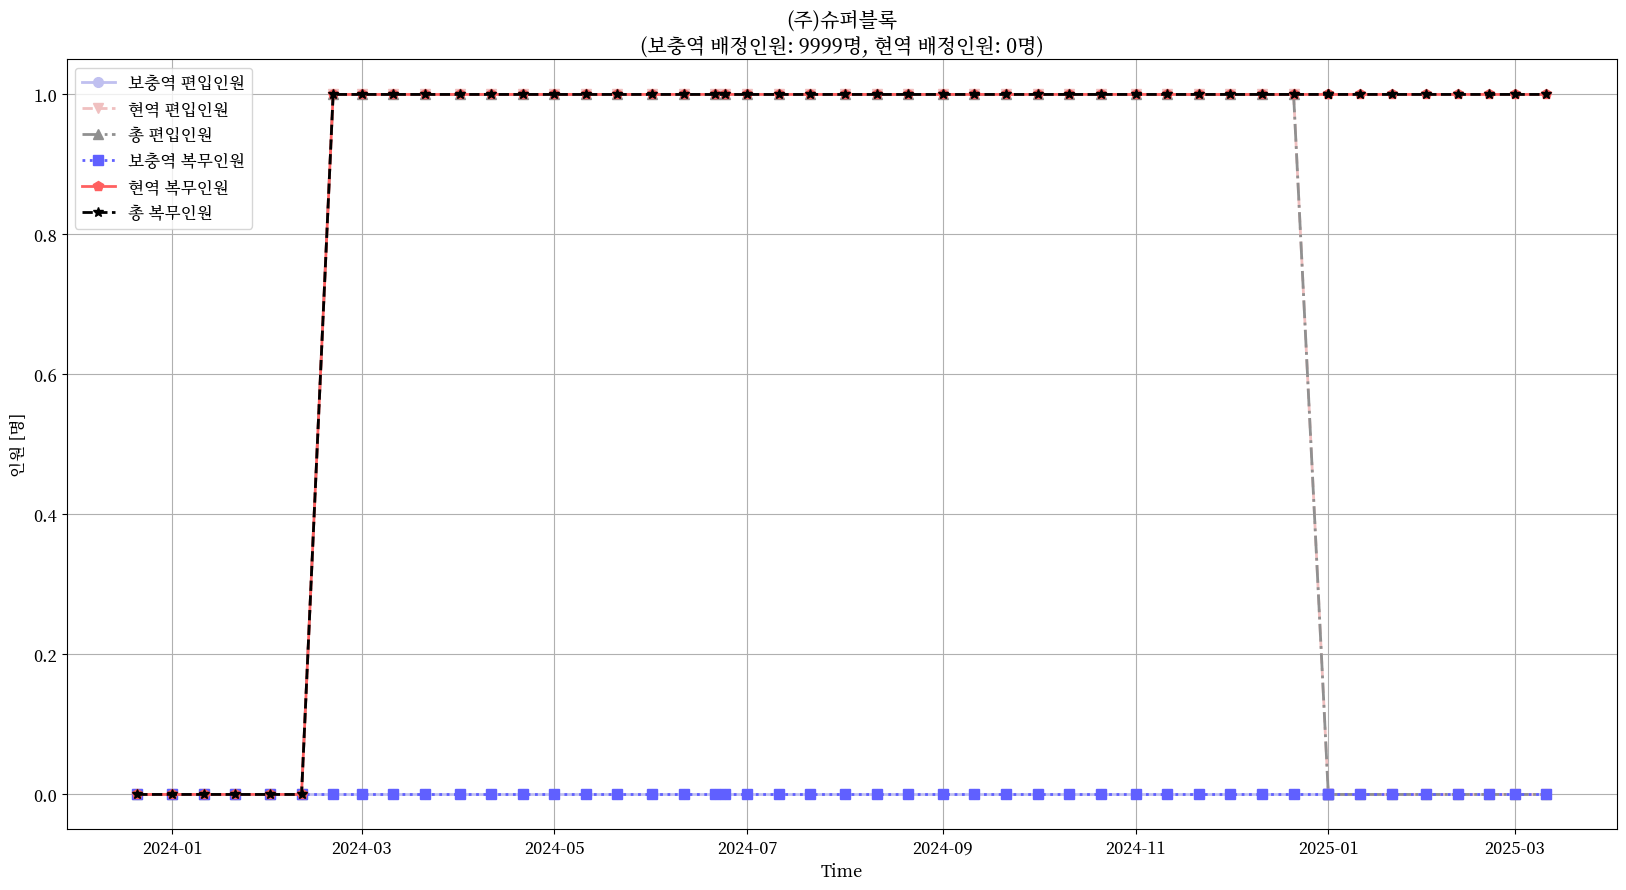 (주)슈퍼블록
(보충역 배정인원: 9999명, 현역 배정인원: 0명)
보충역 편입인원
현역 편입인원
총 편입인원
보충역 복무인원
현역 복무인원
총 복무인원
1.0
0.8
0.6
0.4
0.2
0.0
인원 [명]
2024-01
2024-03
2024-05
2024-07
2024-09
2024-11
2025-01
2025-03
Time